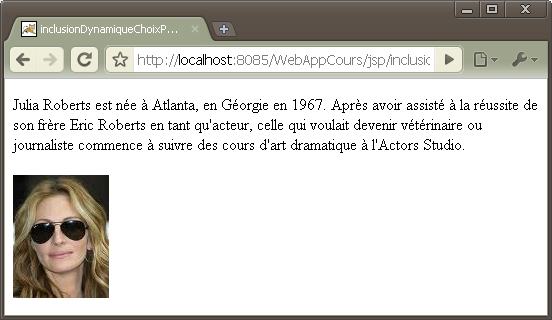 inclusionDynamiqueChoixP...
http://localhost:8085/WebAppCours/jsp/inclusio
Julia Roberts est née à Atlanta, en Géorgie en 1967. Après avoir assisté à la réussite de
son frère Eric Roberts en tant qu'acteur, celle qui voulait devenir vétérinaire ou
journaliste commence à suivre des cours d'art dramatique à l'Actors Studio.